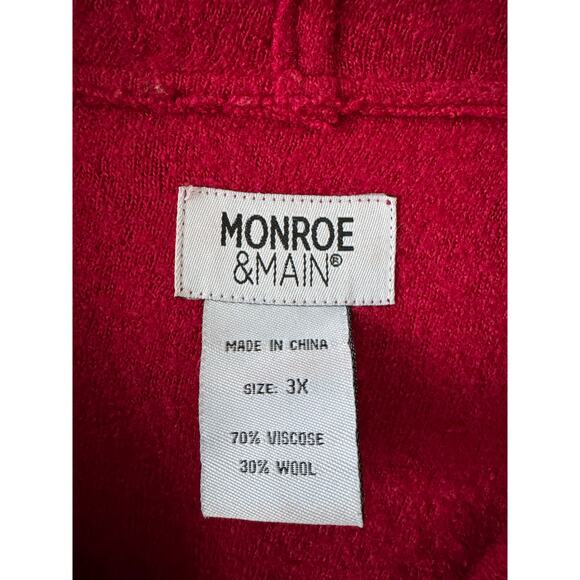 MONROE
&MAIN®
MADE IN CHINA
SIZE: 3X
70% VISCOSE
30% WOOL